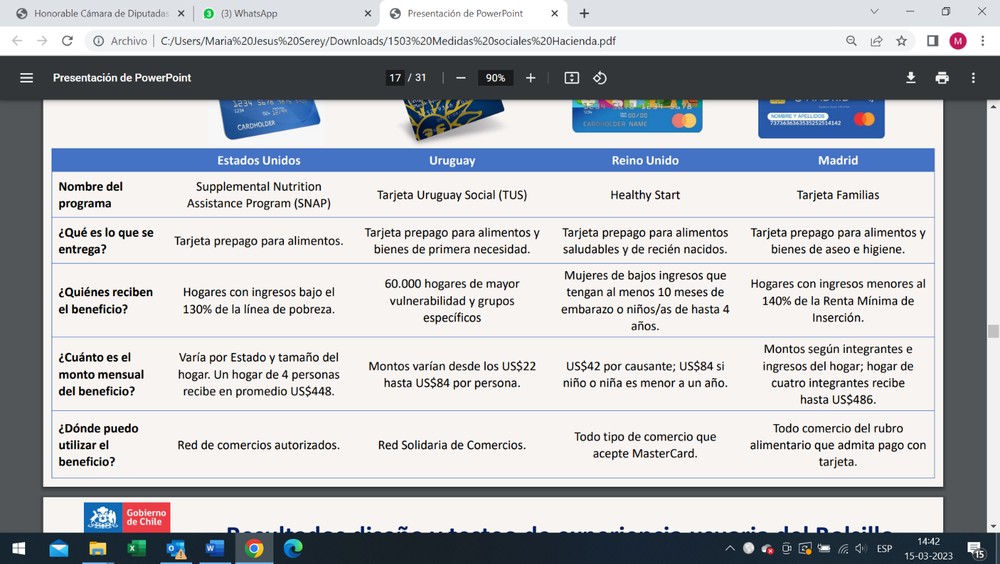 Honorable Cámara de Diputadas
(3) WhatsApp
Presentación de PowerPoint
Archivo
C:/Users/Maria%20Jesus%20Serey/Downloads/1503%20Medidas%20sociales%20Hacienda.pdf
M
Presentación de PowerPoint
17 / 31
90%
1234 5678 9876
1234
CARDHOLDER
1234 5678 1234 5678
1234
00/00
CARDHOLDER NAME
MADRID
NOMBRE Y APELLIDOS
7373636363535252514142
Estados Unidos Uruguay Reino Unido Madrid
Nombre del
programa
Supplemental Nutrition
Assistance Program (SNAP)
Tarjeta Uruguay Social (TUS)
Healthy Start
Tarjeta Familias
¿Qué es lo que se
entrega?
Tarjeta prepago para alimentos.
Tarjeta prepago para alimentos y
bienes de primera necesidad.
Tarjeta prepago para alimentos
saludables y de recién nacidos.
Tarjeta prepago para alimentos y
bienes de aseo e higiene.
¿Quiénes reciben
el beneficio?
Hogares con ingresos bajo el
130% de la línea de pobreza.
60.000 hogares de mayor
vulnerabilidad y grupos
específicos
Mujeres de bajos ingresos que
tengan al menos 10 meses de
embarazo o niños/as de hasta 4
años.
Hogares con ingresos menores al
140% de la Renta Mínima de
Inserción.
¿Cuánto es el
monto mensual
del beneficio?
Varía por Estado y tamaño del
hogar. Un hogar de 4 personas
recibe en promedio US$448.
Montos varían desde los US$22
hasta US$84 por persona.
US$42 por causante; US$84 si
niño o niña es menor a un año.
Montos según integrantes e
ingresos del hogar; hogar de
cuatro integrantes recibe
hasta US$486.
¿Dónde puedo
utilizar el
beneficio?
Red de comercios autorizados.
Red Solidaria de Comercios.
Todo tipo de comercio que
acepte MasterCard.
Todo comercio del rubro
alimentario que admita pago con
tarjeta.
Gobierno
de Chile
Resultados diseño y testeo de experiencia usuaria del Bolsillo
ESP
14:42
15-03-2023
15